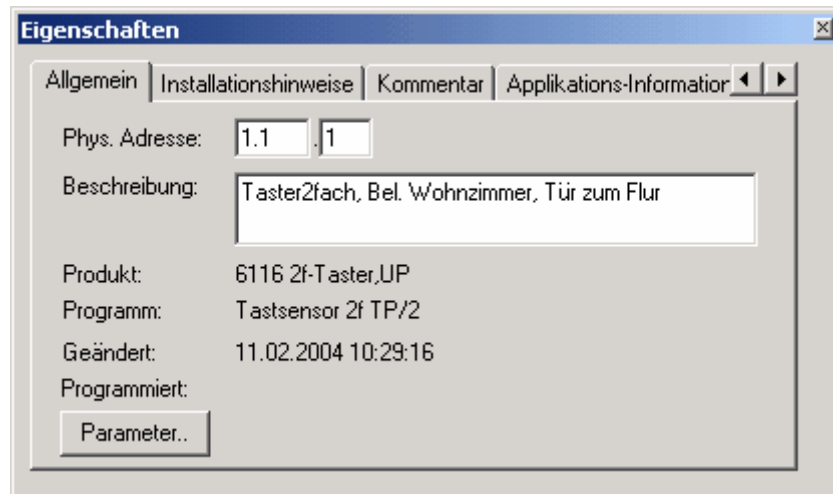 Eigenschaften
Allgemein Installationshinweise Kommentar Applikations-Information
Phys. Adresse: 1.1 .1
Beschreibung: Taster2fach, Bel. Wohnzimmer, Tür zum Flur
Produkt: 6116 2f-Taster,UP
Programm: Tastsensor 2f TP/2
Geändert: 11.02.2004 10:29:16
Programmiert:
Parameter..